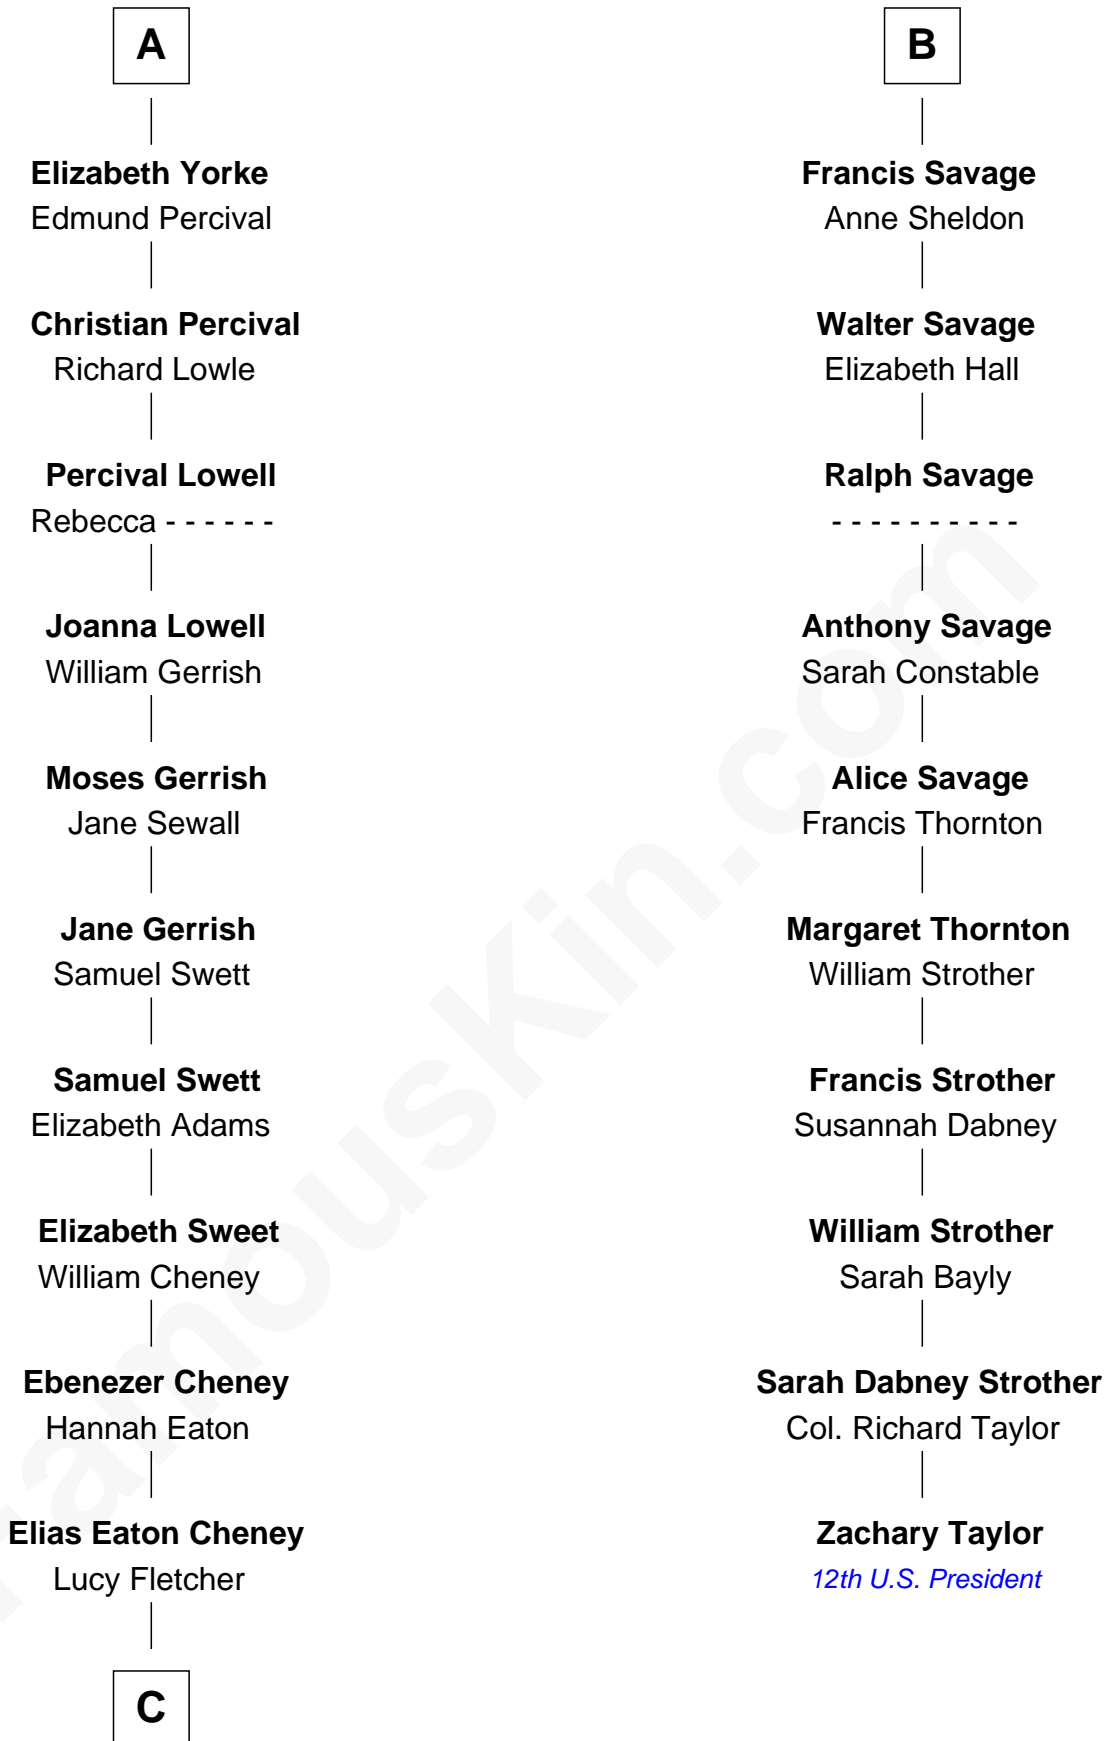 A
Elizabeth Yorke
Edmund Percival
Christian Percival
Richard Lowle
Percival Lowell
Rebecca - - - - - -
Joanna Lowell
William Gerrish
Moses Gerrish
Jane Sewall
Jane Gerrish
Samuel Swett
Samuel Swett
Elizabeth Adams
Elizabeth Sweet
William Cheney
Ebenezer Cheney
Hannah Eaton
Elias Eaton Cheney
Lucy Fletcher
C
B
Francis Savage
Anne Sheldon
Walter Savage
Elizabeth Hall
Ralph Savage
- - - - - - - - - -
Anthony Savage
Sarah Constable
Alice Savage
Francis Thornton
Margaret Thornton
William Strother
Francis Strother
Susannah Dabney
William Strother
Sarah Bayly
Sarah Dabney Strother
Col. Richard Taylor
Zachary Taylor
12th U.S. President
FamousKin.com